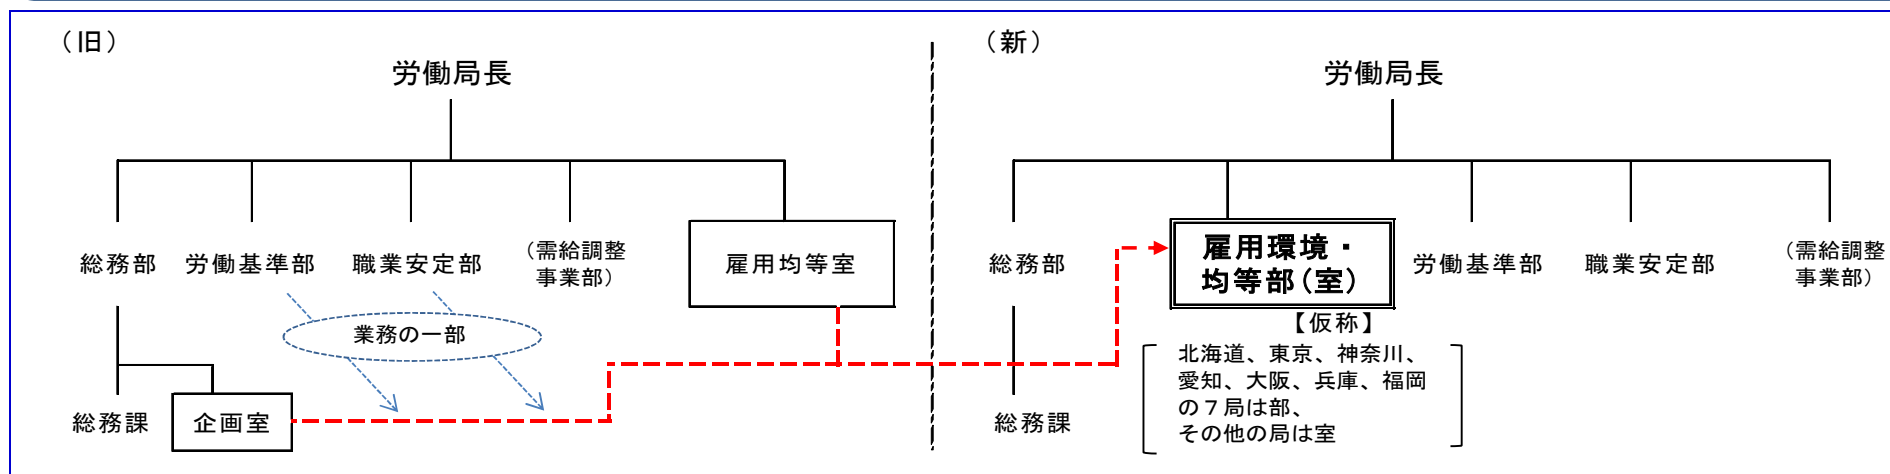 （旧）
労働局長
総務部
労働基準部
職業安定部
（需給調整
事業部）
雇用均等室
業務の一部
総務課
企画室
（新）
労働局長
総務部
雇用環境・
均等部（室）
【仮称】
北海道、東京、神奈川、
愛知、大阪、兵庫、福岡
の７局は部、
その他の局は室
労働基準部
職業安定部
（需給調整
事業部）
総務課